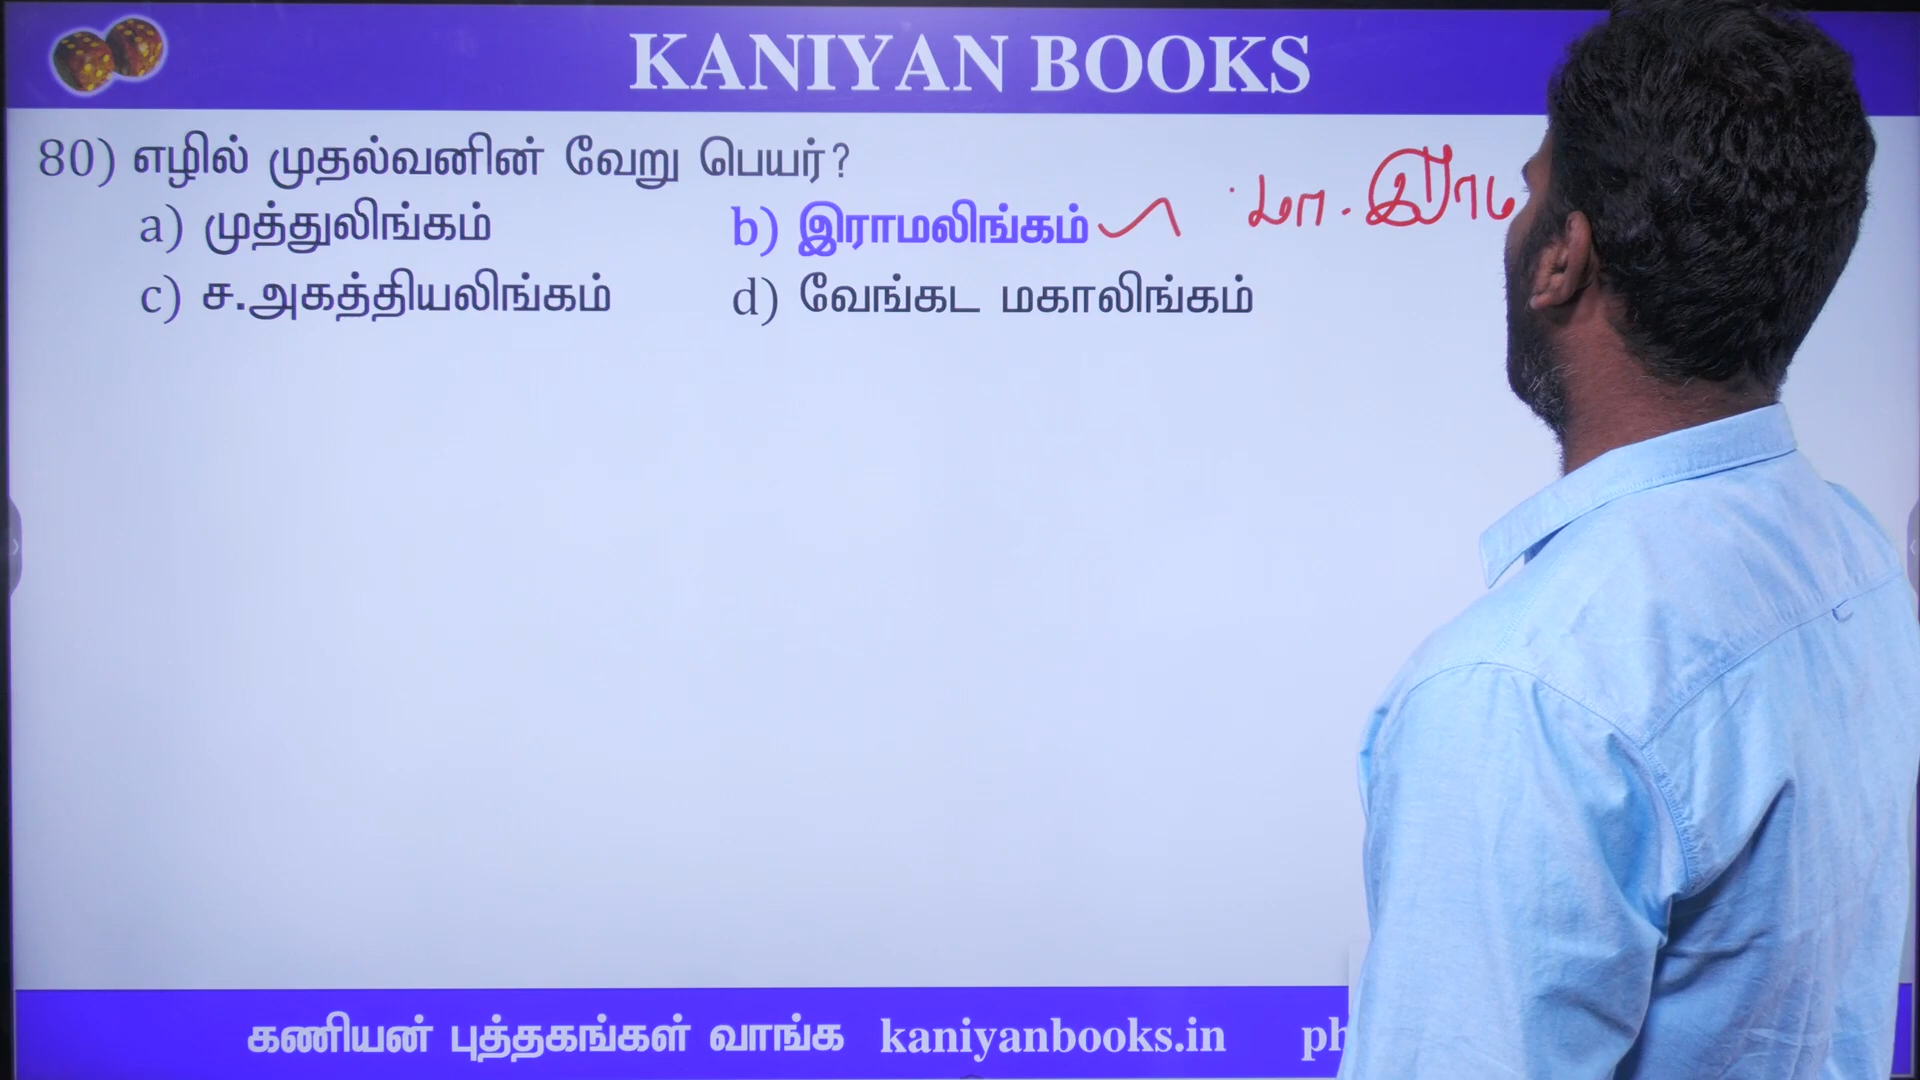 KANIYAN BOOKS
80) எழில் முதல்வனின் வேறு பெயர்?
a) முத்துலிங்கம் b) இராமலிங்கம் மா. இராம
c) ச.அகத்தியலிங்கம் d) வேங்கட மகாலிங்கம்
கணியன் புத்தகங்கள் வாங்க kaniyanbooks.in ph